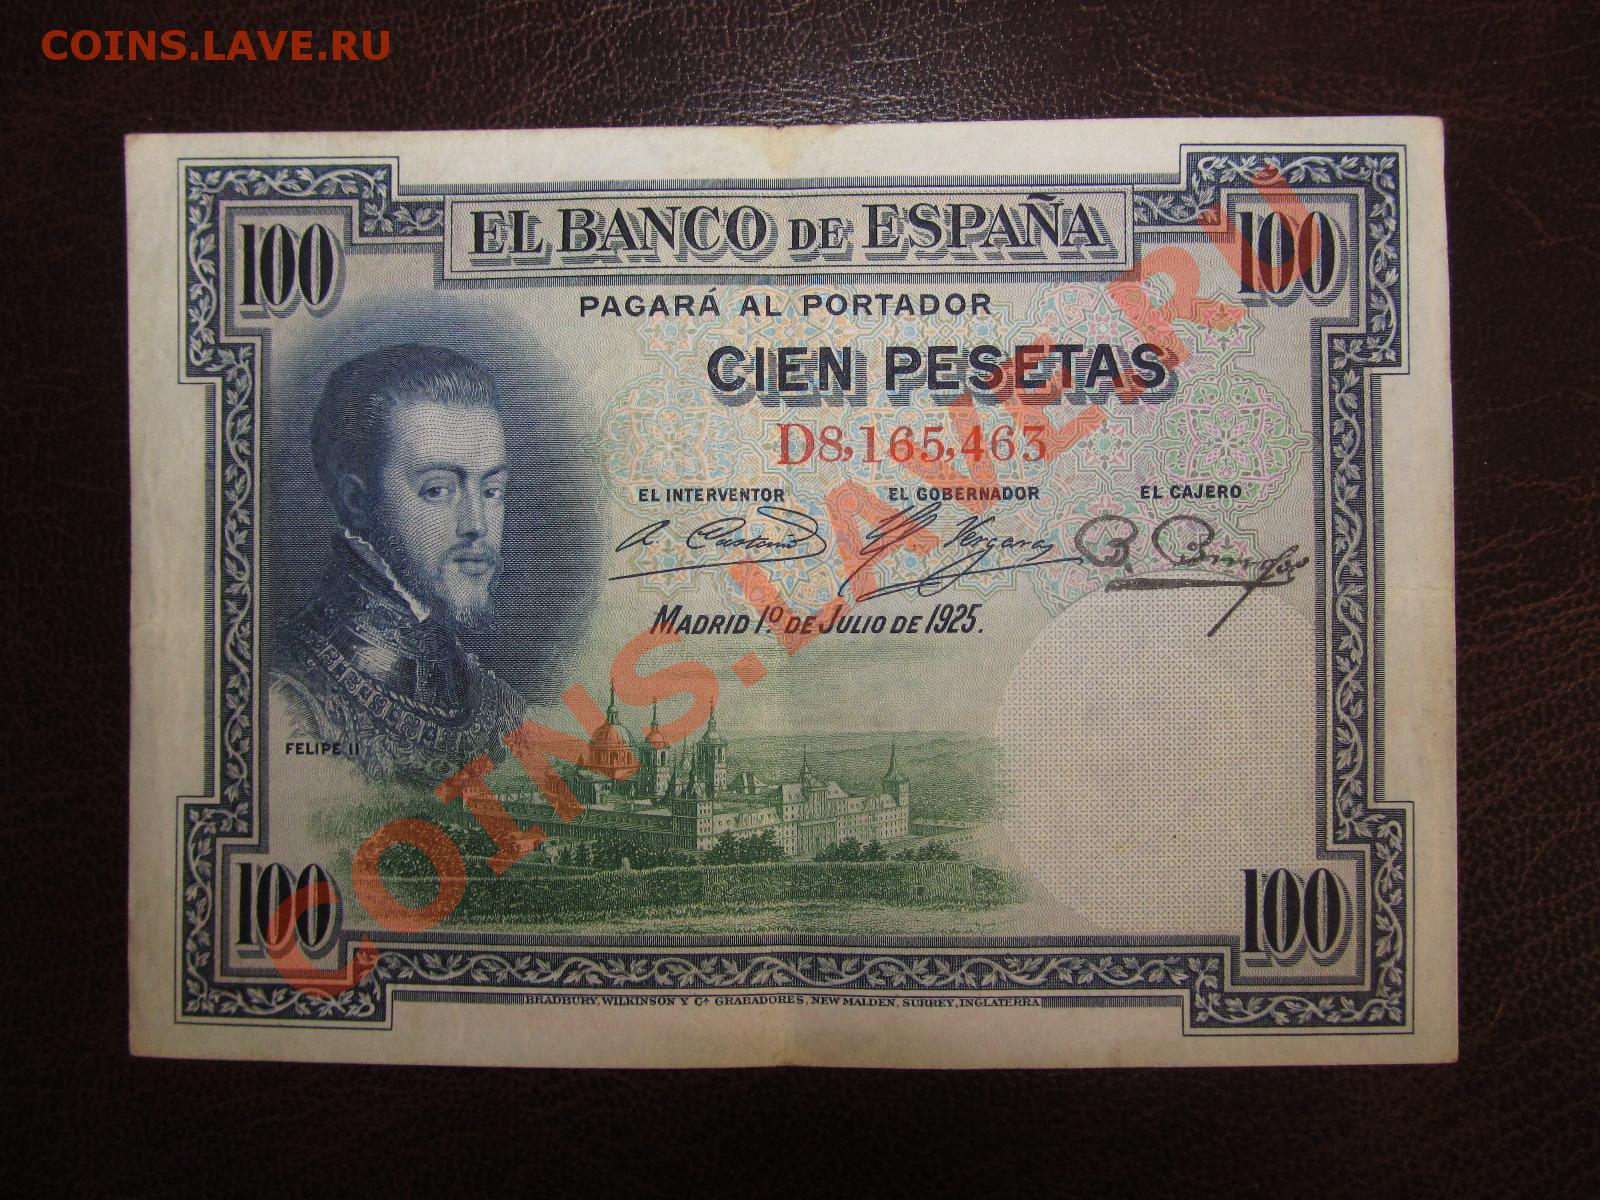 COINS.LAVE.RU
100 EL BANCO DE ESPAÑA 100
PAGARÁ AL PORTADOR
CIEN PESETAS
D8,165,463
EL INTERVENTOR EL GOBERNADOR EL CAJERO
MADRID 1.º DE JULIO DE 1925.
FELIPE II
100 100
BRADBURY, WILKINSON Y Cª GRABADORES, NEW MALDEN, SURREY, INGLATERRA
COINS.LAVE.RU